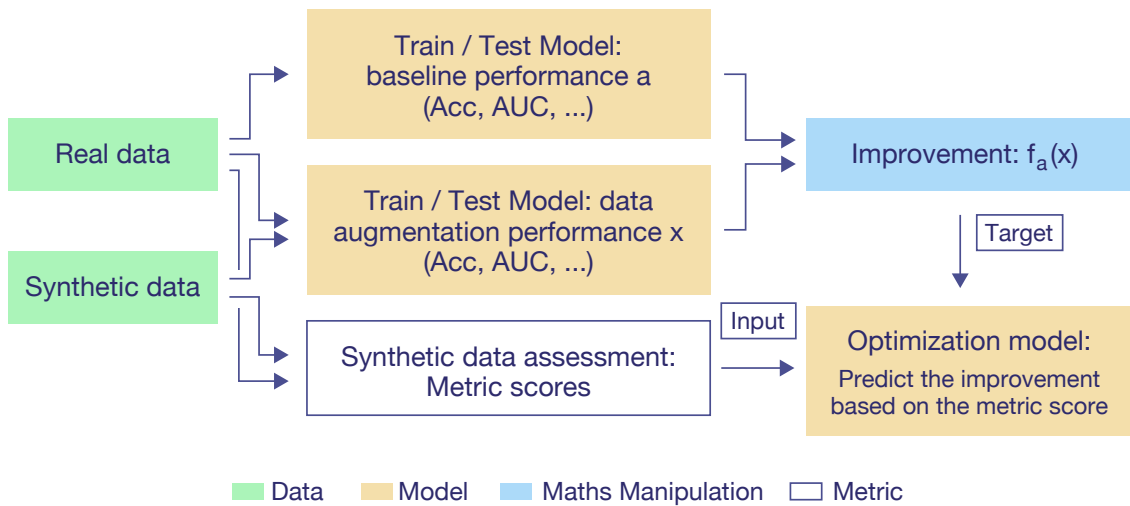 Train / Test Model:
baseline performance a
(Acc, AUC, ...)
Real data
Improvement: fₐ(x)
Train / Test Model: data
augmentation performance x
(Acc, AUC, ...)
Target
Synthetic data
Input
Synthetic data assessment:
Metric scores
Optimization model:
Predict the improvement
based on the metric score
Data
Model
Maths Manipulation
Metric